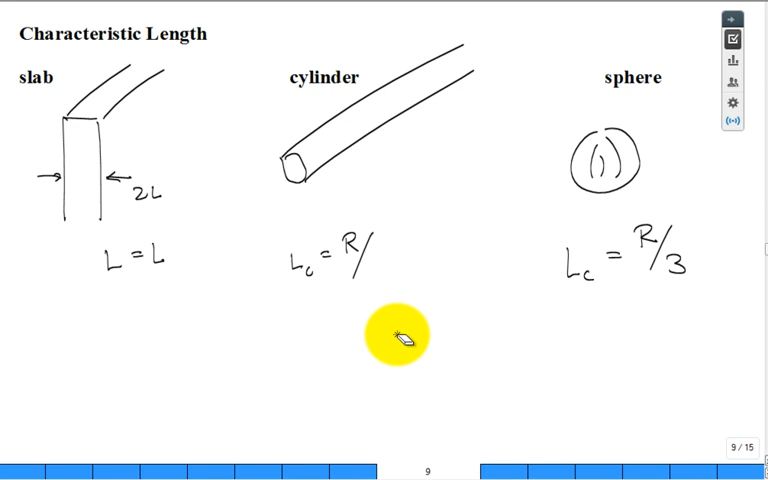 Characteristic Length
slab
cylinder
sphere
2L
L = L
Lc = R/
Lc = R/3
9 / 15
9